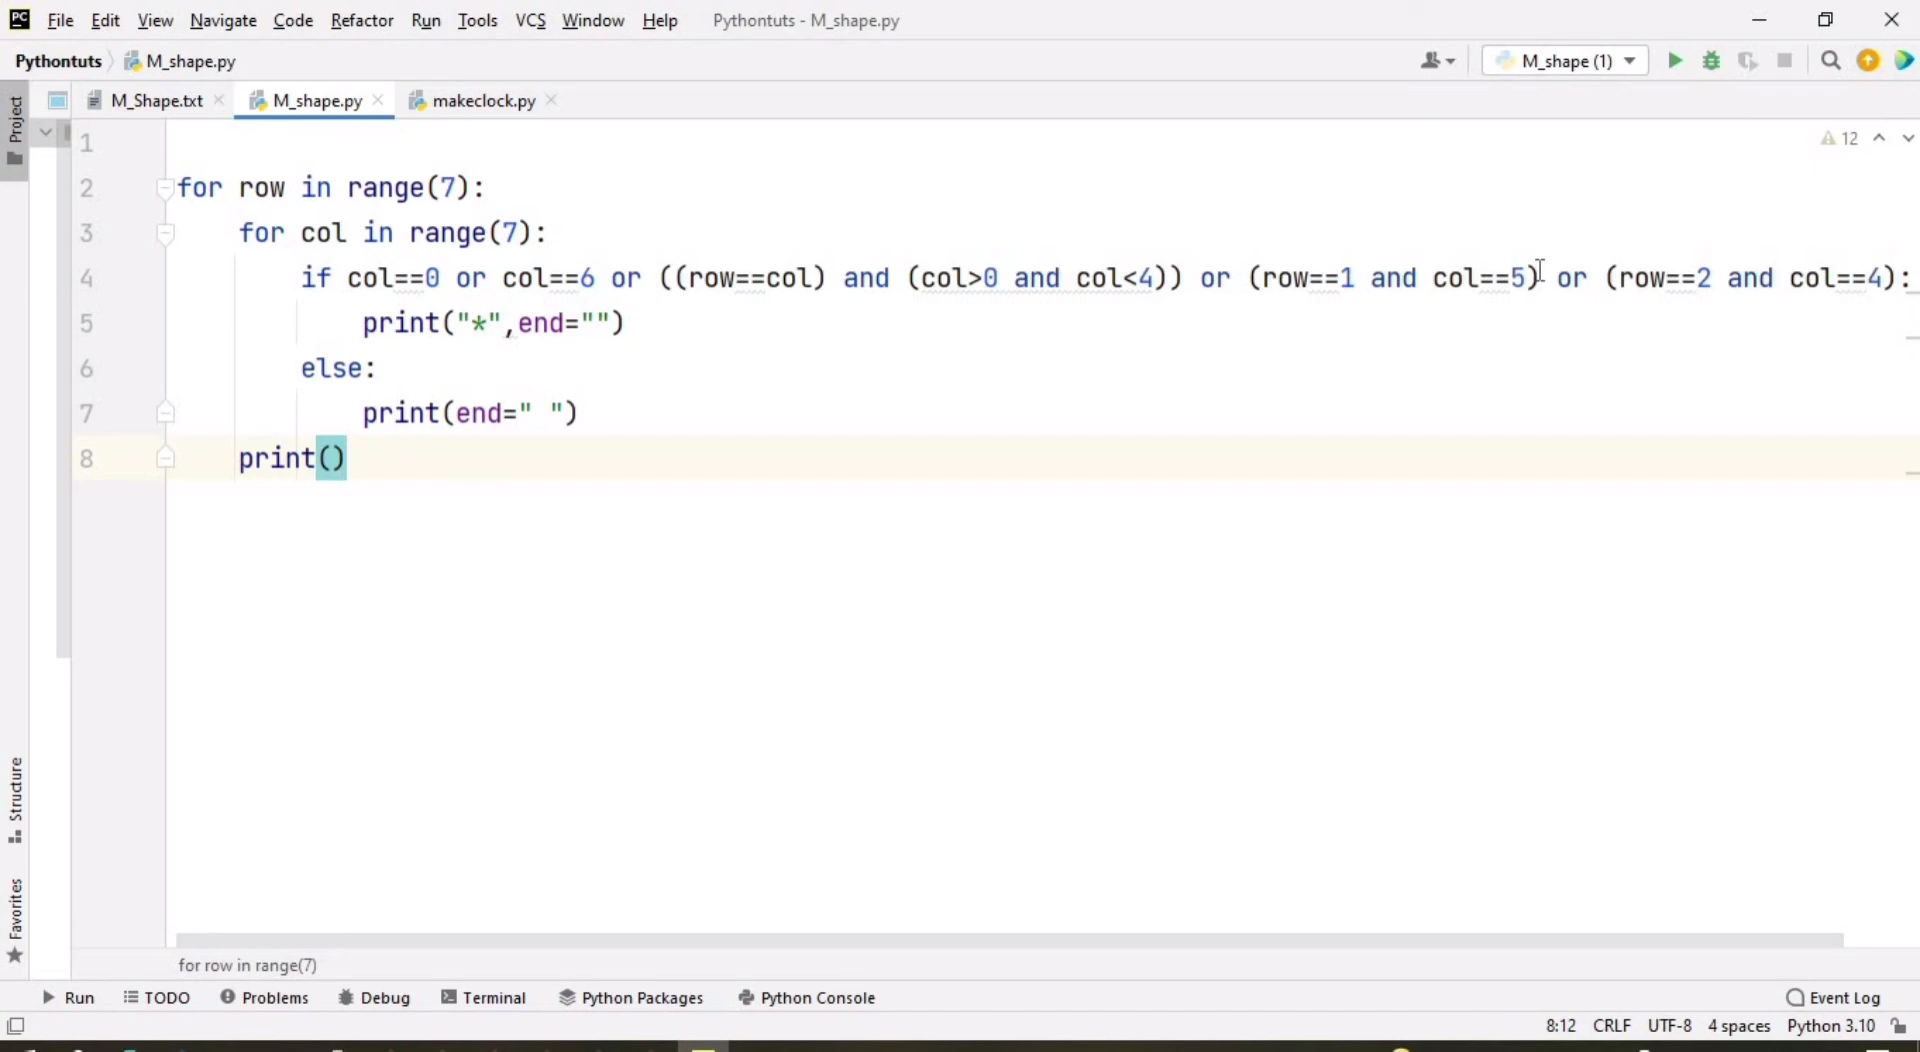 PC File Edit View Navigate Code Refactor Run Tools VCS Window Help Pythontuts - M_shape.py
Pythontuts M_shape.py M_shape (1)
Project M_Shape.txt M_shape.py makeclock.py
12
1
2 for row in range(7):
3     for col in range(7):
4         if col==0 or col==6 or ((row==col) and (col>0 and col<4)) or (row==1 and col==5) or (row==2 and col==4):
5             print("*",end="")
6         else:
7             print(end=" ")
8     print()
Structure
Favorites
for row in range(7)
Run TODO Problems Debug Terminal Python Packages Python Console Event Log
8:12 CRLF UTF-8 4 spaces Python 3.10